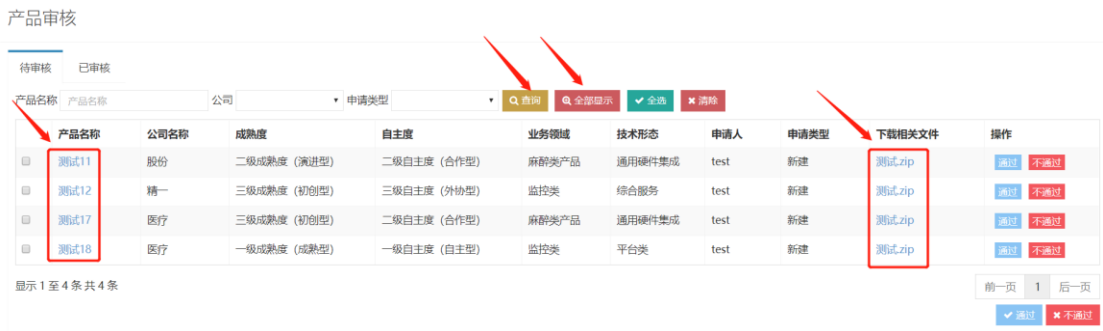 产品审核
待审核 已审核
产品名称 产品名称 公司 申请类型 查询 全部显示 全选 清除
产品名称 公司名称 成熟度 自主度 业务领域 技术形态 申请人 申请类型 下载相关文件 操作
测试11 股份 二级成熟度（演进型） 二级自主度（合作型） 麻醉类产品 通用硬件集成 test 新建 测试.zip 通过 不通过
测试12 精一 三级成熟度（初创型） 三级自主度（外协型） 监控类 综合服务 test 新建 测试.zip 通过 不通过
测试17 医疗 三级成熟度（初创型） 二级自主度（合作型） 麻醉类产品 通用硬件集成 test 新建 测试.zip 通过 不通过
测试18 医疗 一级成熟度（成熟型） 一级自主度（自主型） 监控类 平台类 test 新建 测试.zip 通过 不通过
显示 1 至 4 条 共 4 条 前一页 1 后一页
通过 不通过